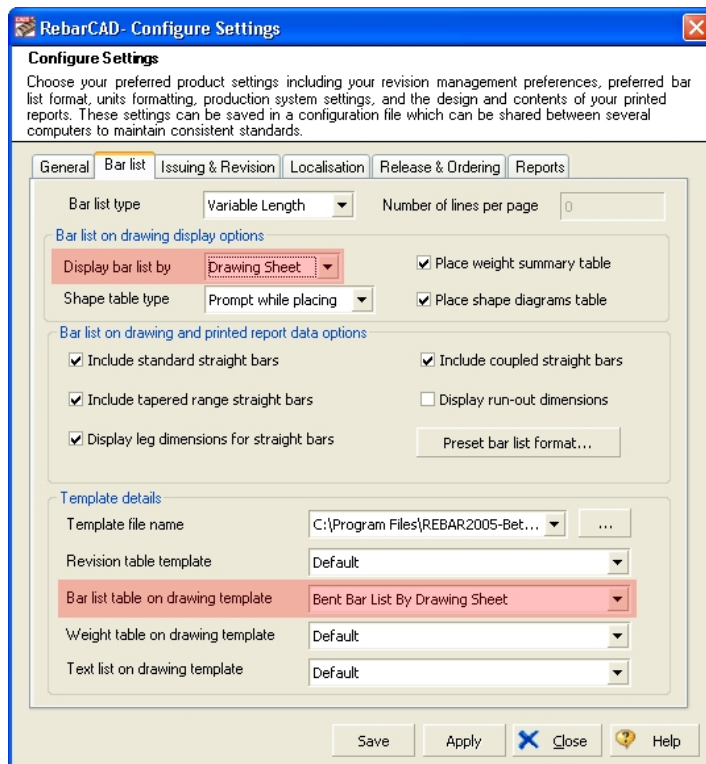 RebarCAD- Configure Settings
Configure Settings
Choose your preferred product settings including your revision management preferences, preferred bar
list format, units formatting, production system settings, and the design and contents of your printed
reports. These settings can be saved in a configuration file which can be shared between several
computers to maintain consistent standards.
General Bar list Issuing & Revision Localisation Release & Ordering Reports
Bar list type Variable Length Number of lines per page 0
Bar list on drawing display options
Display bar list by Drawing Sheet Place weight summary table
Shape table type Prompt while placing Place shape diagrams table
Bar list on drawing and printed report data options
Include standard straight bars Include coupled straight bars
Include tapered range straight bars Display run-out dimensions
Display leg dimensions for straight bars Preset bar list format...
Template details
Template file name C:\Program Files\REBAR2005-Bet... ...
Revision table template Default
Bar list table on drawing template Bent Bar List By Drawing Sheet
Weight table on drawing template Default
Text list on drawing template Default
Save Apply Close Help